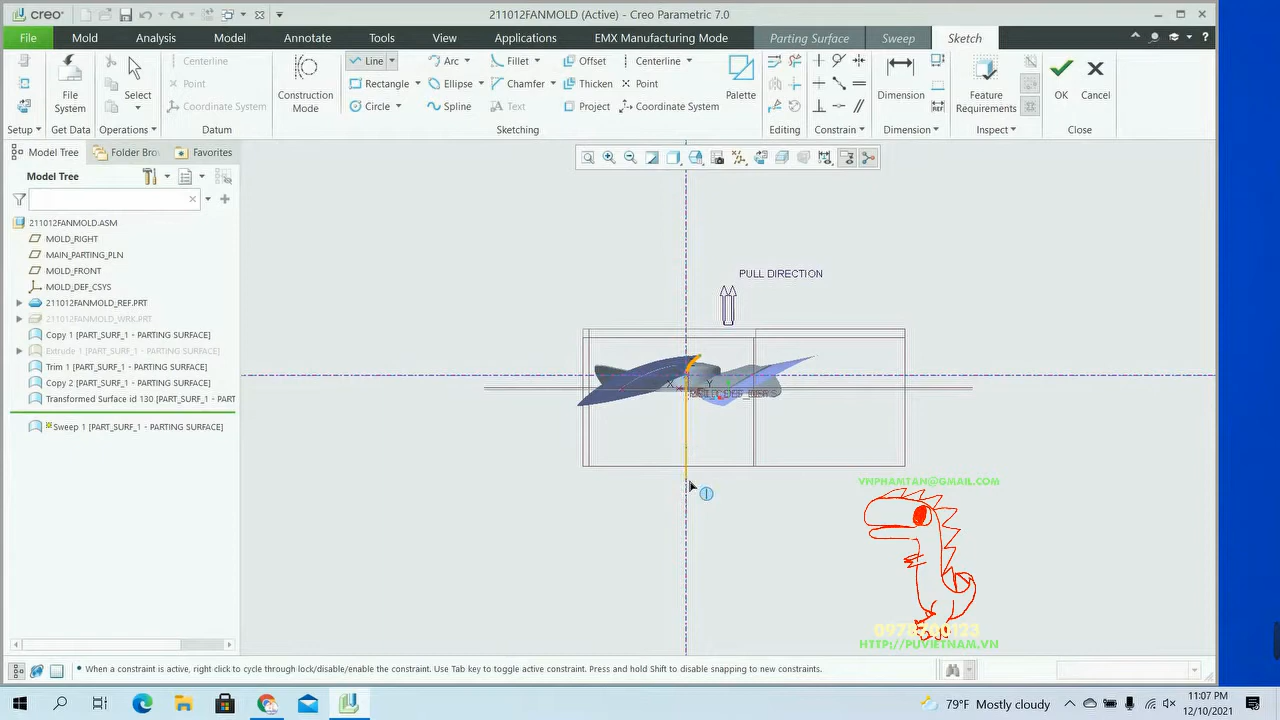 creo
211012FANMOLD (Active) - Creo Parametric 7.0
File
Mold
Analysis
Model
Annotate
Tools
View
Applications
EMX Manufacturing Mode
Parting Surface
Sweep
Sketch
Centerline
Point
Coordinate System
File System
Select
Construction Mode
Line
Arc
Fillet
Offset
Centerline
Rectangle
Ellipse
Chamfer
Thicken
Point
Circle
Spline
Text
Project
Coordinate System
Palette
Dimension
Feature Requirements
OK
Cancel
Setup
Get Data
Operations
Datum
Sketching
Editing
Constrain
Dimension
Inspect
Close
Model Tree
Folder Bro
Favorites
Model Tree
211012FANMOLD.ASM
MOLD_RIGHT
MAIN_PARTING_PLN
MOLD_FRONT
MOLD_DEF_CSYS
211012FANMOLD_REF.PRT
211012FANMOLD_WRK.PRT
Copy 1 [PART_SURF_1 - PARTING SURFACE]
Extrude 1 [PART_SURF_1 - PARTING SURFACE]
Trim 1 [PART_SURF_1 - PARTING SURFACE]
Copy 2 [PART_SURF_1 - PARTING SURFACE]
Transformed Surface id 130 [PART_SURF_1 - PART
Sweep 1 [PART_SURF_1 - PARTING SURFACE]
PULL DIRECTION
X
Y
VNPHAMTAN@GMAIL.COM
HTTP://PUVIETNAM.VN
• When a constraint is active, right click to cycle through lock/disable/enable the constraint. Use Tab key to toggle active constraint. Press and hold Shift to disable snapping to new constraints.
79°F Mostly cloudy
11:07 PM
12/10/2021